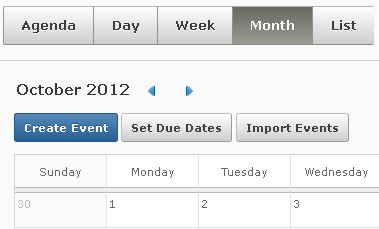 Agenda Day Week Month List
October 2012
Create Event Set Due Dates Import Events
Sunday Monday Tuesday Wednesday
30 1 2 3